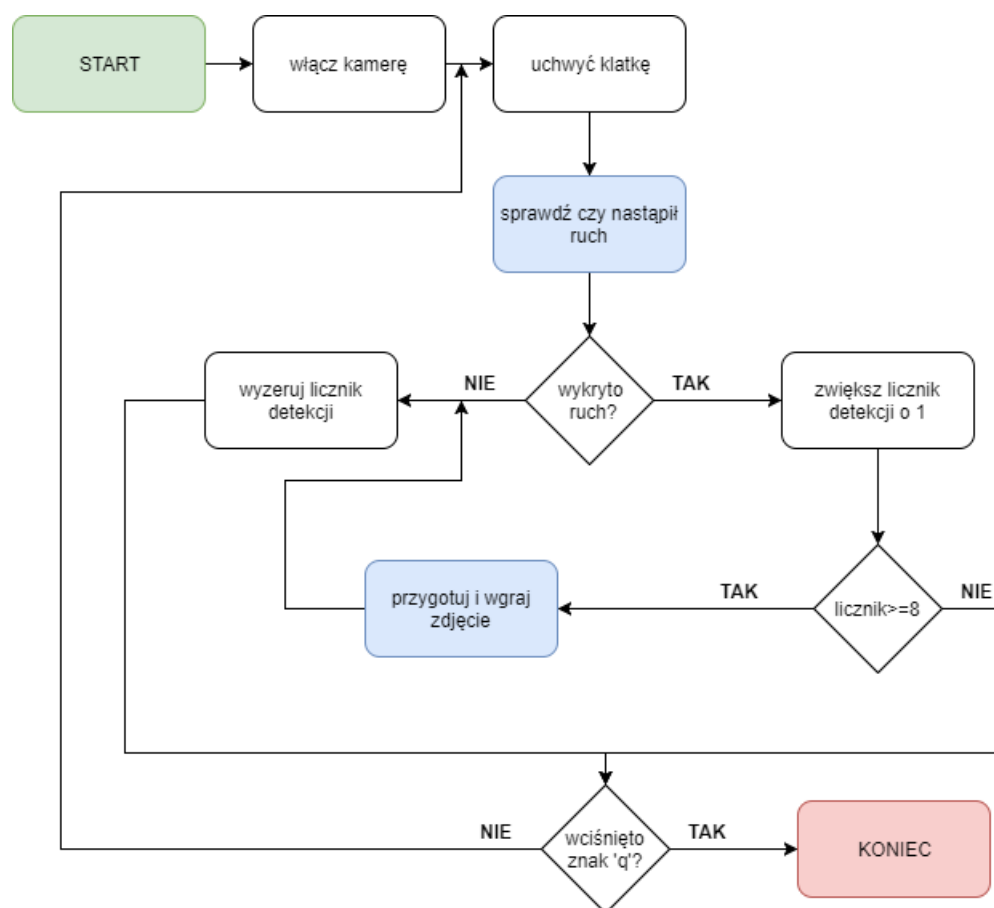 START
włącz kamerę
uchwyć klatkę
sprawdź czy nastąpił
ruch
wyzeruj licznik
detekcji
NIE
wykryto
ruch?
TAK
zwiększ licznik
detekcji o 1
przygotuj i wgraj
zdjęcie
TAK
licznik>=8
NIE
NIE
wciśnięto
znak 'q'?
TAK
KONIEC